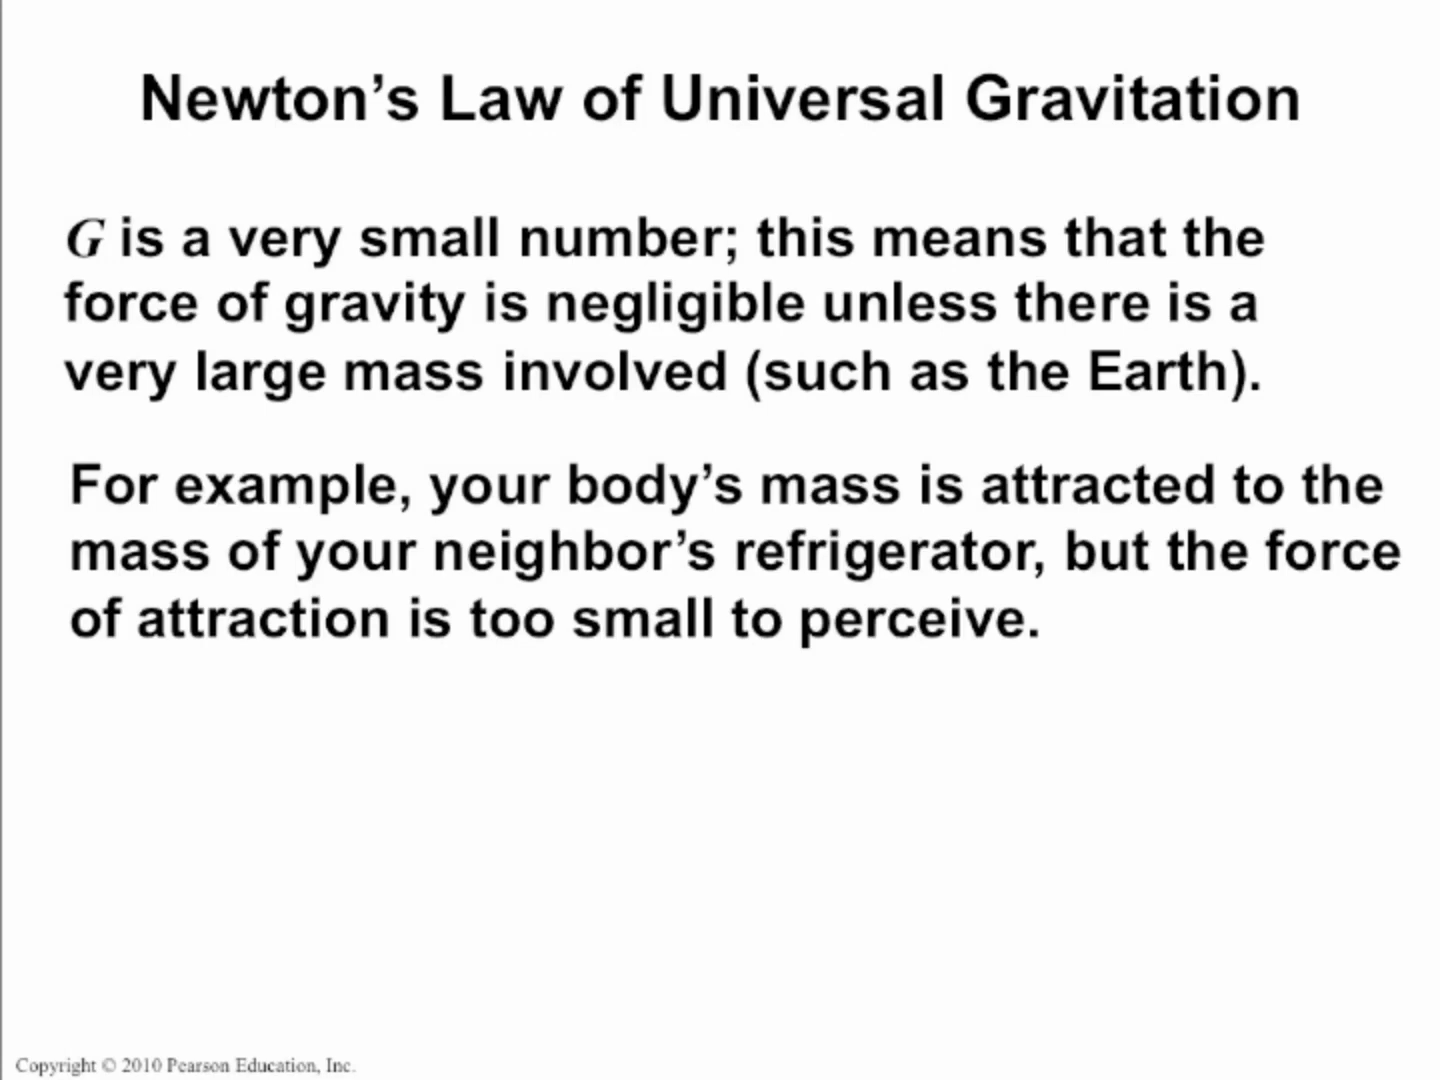 Newton’s Law of Universal Gravitation
G is a very small number; this means that the
force of gravity is negligible unless there is a
very large mass involved (such as the Earth).
For example, your body’s mass is attracted to the
mass of your neighbor’s refrigerator, but the force
of attraction is too small to perceive.
Copyright © 2010 Pearson Education, Inc.